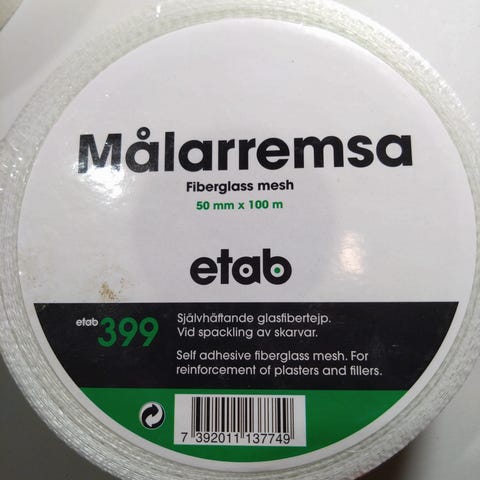 Målarremsa
Fiberglass mesh
50 mm x 100 m
etab
etab 399
Självhäftande glasfibertejp.
Vid spackling av skarvar.
Self adhesive fiberglass mesh. For
reinforcement of plasters and fillers.
7 392011 137749